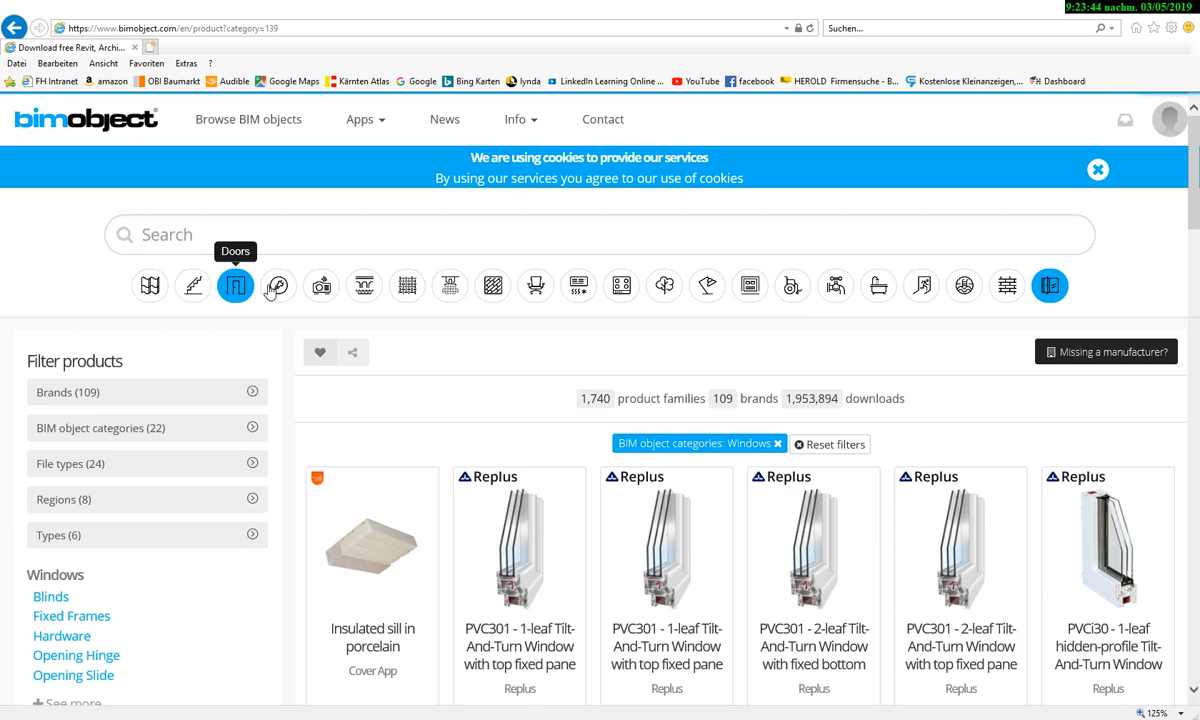 9:23:44 nachm. 03/05/2019
https://www.bimobject.com/en/product?category=139
Suchen...
Download free Revit, Archi...
Datei Bearbeiten Ansicht Favoriten Extras ?
FH Intranet amazon OBI Baumarkt Audible Google Maps Kärnten Atlas Google Bing Karten lynda LinkedIn Learning Online ... YouTube facebook HEROLD Firmensuche - B... Kostenlose Kleinanzeigen,... Dashboard
bimobject® Browse BIM objects Apps News Info Contact
We are using cookies to provide our services
By using our services you agree to our use of cookies
Search
Doors
Filter products
Brands (109)
BIM object categories (22)
File types (24)
Regions (8)
Types (6)
Windows
Blinds
Fixed Frames
Hardware
Opening Hinge
Opening Slide
See more
Missing a manufacturer?
1,740 product families 109 brands 1,953,894 downloads
BIM object categories: Windows Reset filters
Insulated sill in
porcelain
Cover App
Replus
PVC301 - 1-leaf Tilt-
And-Turn Window
with top fixed pane
Replus
Replus
PVC301 - 1-leaf Tilt-
And-Turn Window
with top fixed pane
Replus
Replus
PVC301 - 2-leaf Tilt-
And-Turn Window
with fixed bottom
Replus
Replus
PVC301 - 2-leaf Tilt-
And-Turn Window
with top fixed pane
Replus
Replus
PVCi30 - 1-leaf
hidden-profile Tilt-
And-Turn Window
Replus
125%